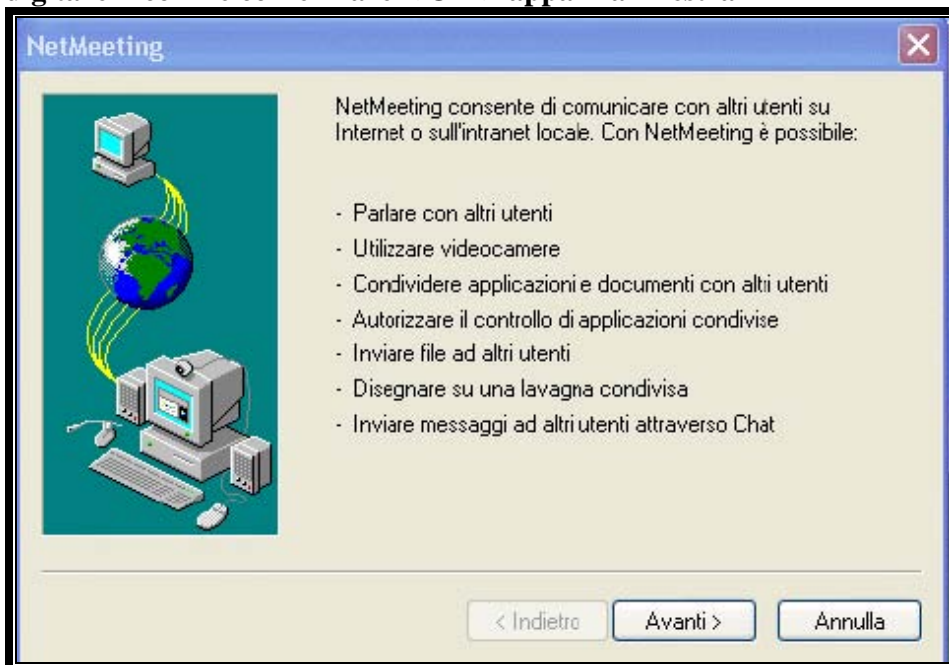 NetMeeting
NetMeeting consente di comunicare con altri utenti su
Internet o sull'intranet locale. Con NetMeeting è possibile:
- Parlare con altri utenti
- Utilizzare videocamere
- Condividere applicazioni e documenti con altri utenti
- Autorizzare il controllo di applicazioni condivise
- Inviare file ad altri utenti
- Disegnare su una lavagna condivisa
- Inviare messaggi ad altri utenti attraverso Chat
< Indietro
Avanti >
Annulla